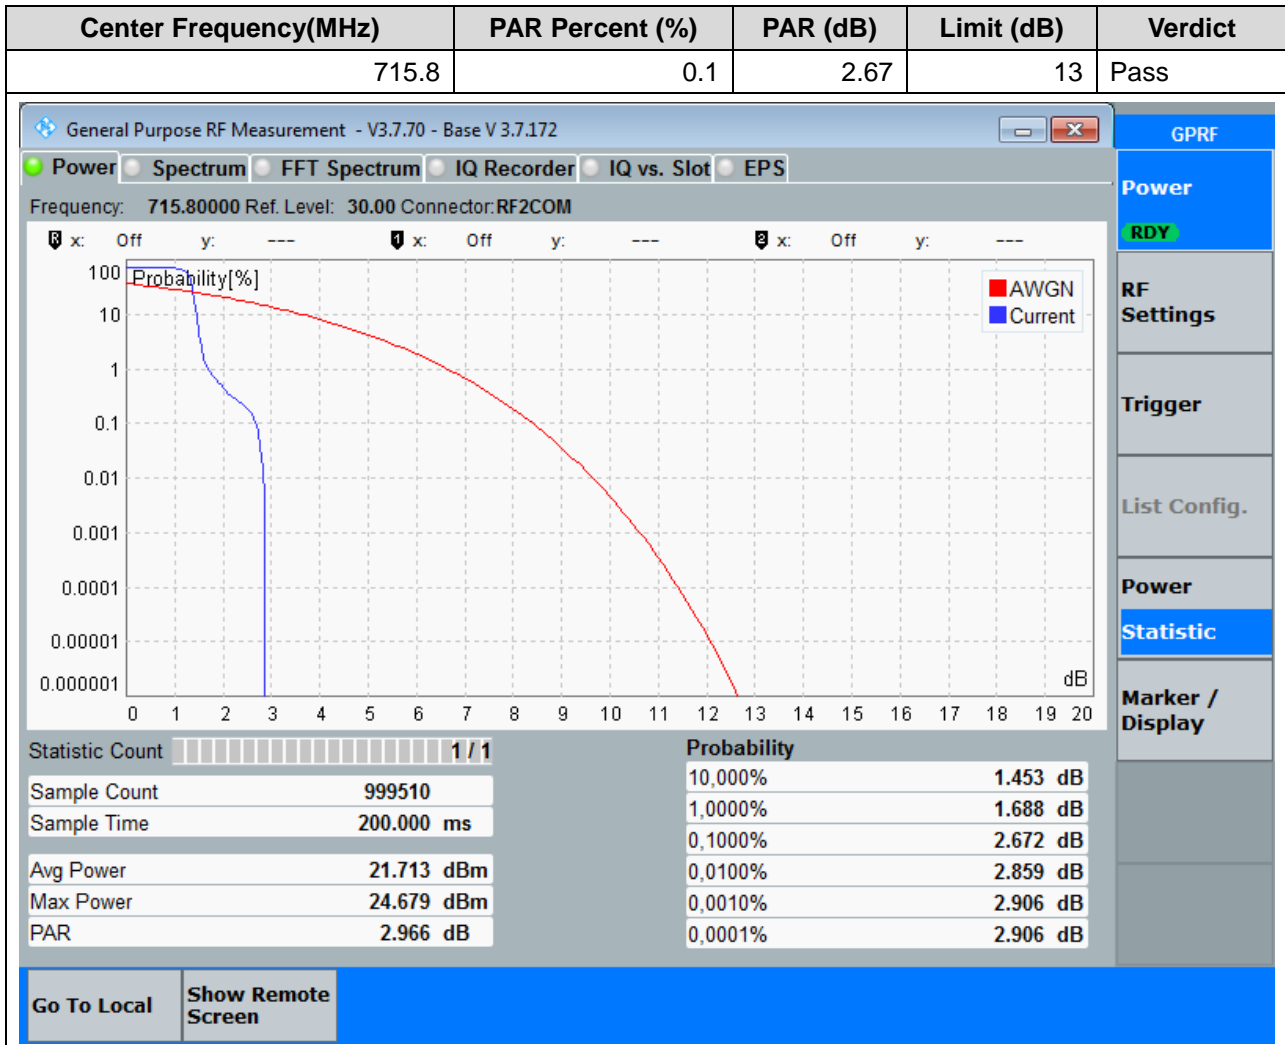 Center Frequency(MHz) PAR Percent (%) PAR (dB) Limit (dB) Verdict
715.8 0.1 2.67 13 Pass
General Purpose RF Measurement - V3.7.70 - Base V 3.7.172
GPRF
Power Spectrum FFT Spectrum IQ Recorder IQ vs. Slot EPS
Frequency: 715.80000 Ref. Level: 30.00 Connector:RF2COM
R x: Off y: --- 1 x: Off y: --- 2 x: Off y: ---
Probability[%]
AWGN
Current
100
10
1
0.1
0.01
0.001
0.0001
0.00001
0.000001
dB
0 1 2 3 4 5 6 7 8 9 10 11 12 13 14 15 16 17 18 19 20
Statistic Count 1 / 1
Sample Count 999510
Sample Time 200.000 ms
Avg Power 21.713 dBm
Max Power 24.679 dBm
PAR 2.966 dB
Probability
10,000% 1.453 dB
1,0000% 1.688 dB
0,1000% 2.672 dB
0,0100% 2.859 dB
0,0010% 2.906 dB
0,0001% 2.906 dB
Power
RDY
RF
Settings
Trigger
List Config.
Power
Statistic
Marker /
Display
Go To Local
Show Remote
Screen